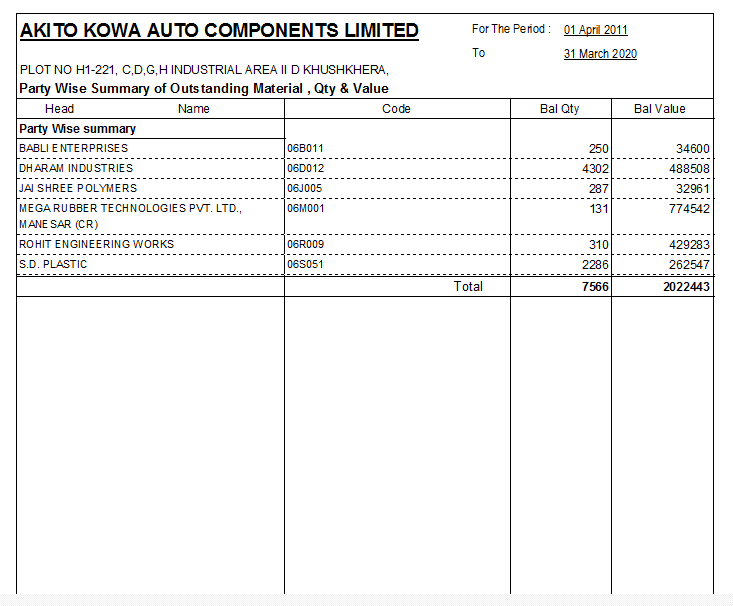 AKITO KOWA AUTO COMPONENTS LIMITED For The Period : 01 April 2011
To 31 March 2020
PLOT NO H1-221, C,D,G,H INDUSTRIAL AREA II D KHUSHKHERA,
Party Wise Summary of Outstanding Material , Qty & Value
Head Name Code Bal Qty Bal Value
Party Wise summary
BABLI ENTERPRISES 06B011 250 34600
DHARAM INDUSTRIES 06D012 4302 488508
JAI SHREE POLYMERS 06J005 287 32961
MEGA RUBBER TECHNOLOGIES PVT. LTD., 06M001 131 774542
MANESAR (CR)
ROHIT ENGINEERING WORKS 06R009 310 429283
S.D. PLASTIC 06S051 2286 262547
Total 7566 2022443